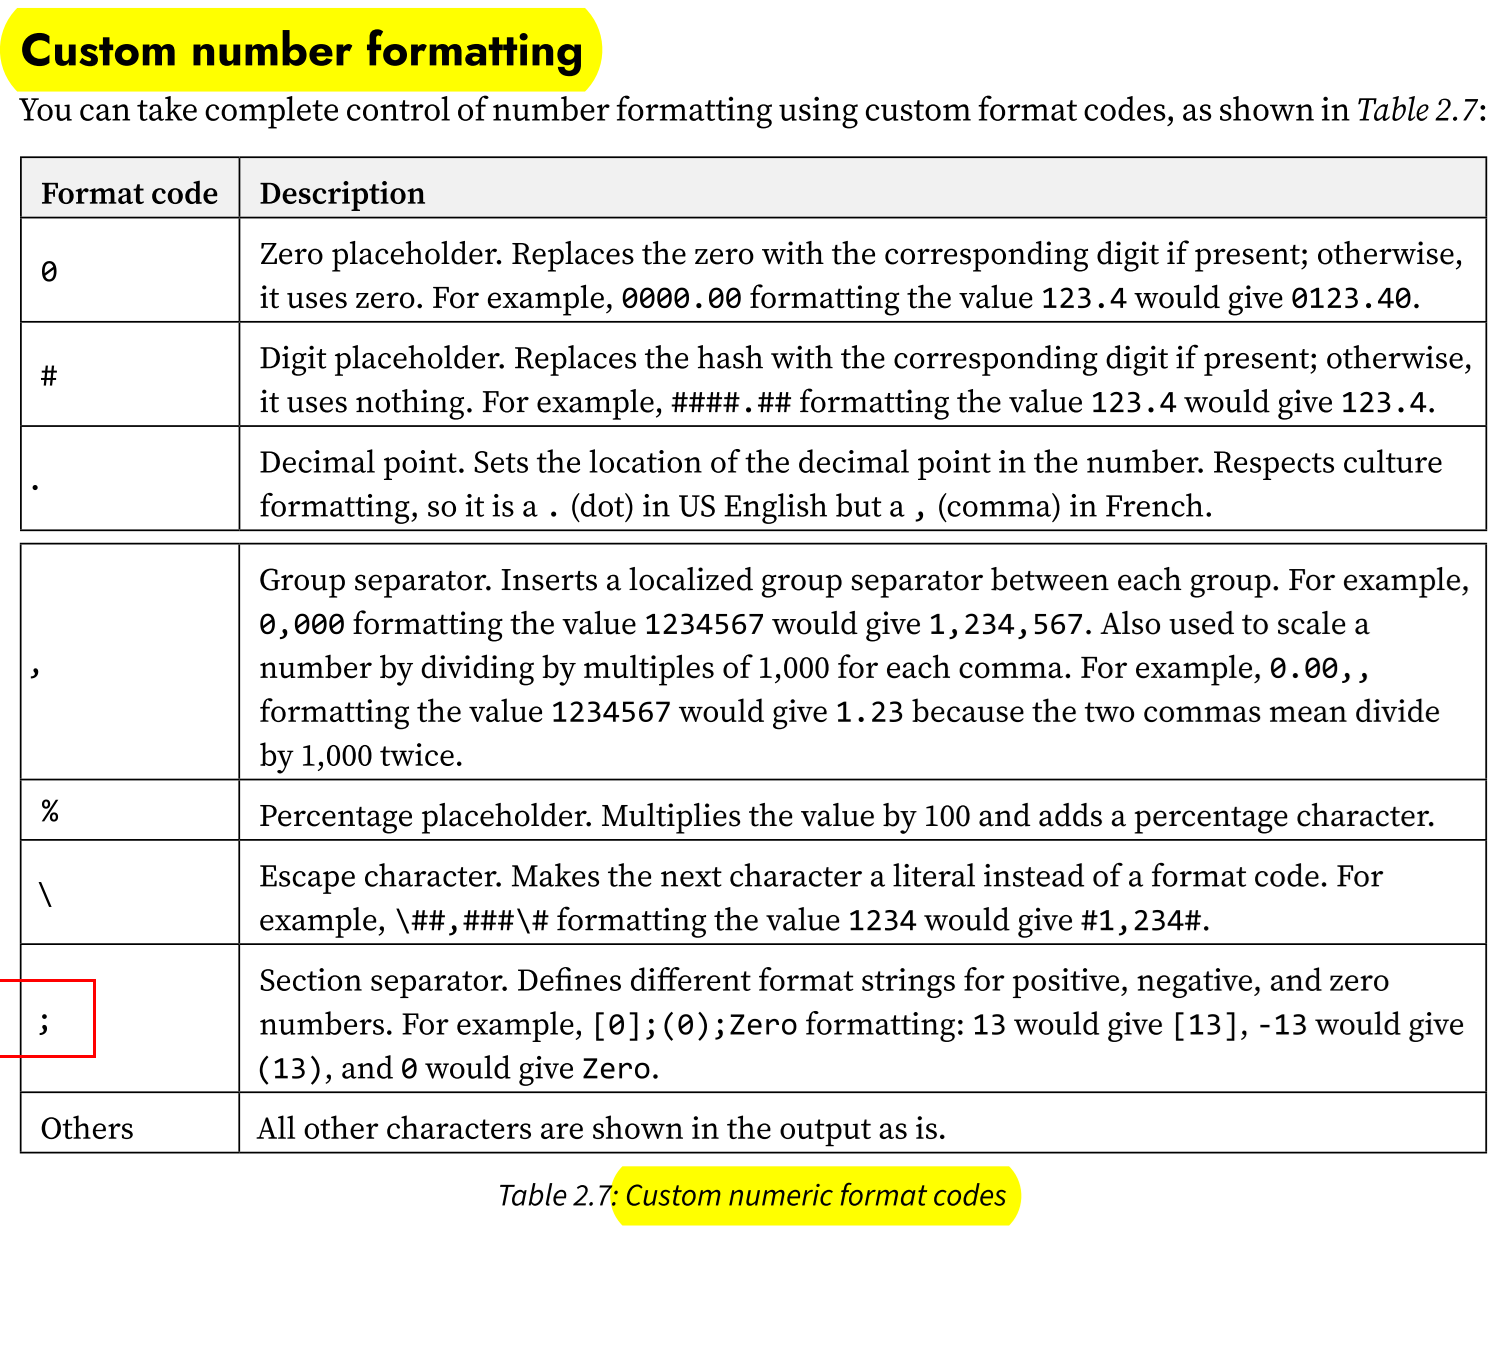 Custom number formatting
You can take complete control of number formatting using custom format codes, as shown in Table 2.7:
Format code Description
0 Zero placeholder. Replaces the zero with the corresponding digit if present; otherwise,
it uses zero. For example, 0000.00 formatting the value 123.4 would give 0123.40.
# Digit placeholder. Replaces the hash with the corresponding digit if present; otherwise,
it uses nothing. For example, ####.## formatting the value 123.4 would give 123.4.
. Decimal point. Sets the location of the decimal point in the number. Respects culture
formatting, so it is a . (dot) in US English but a , (comma) in French.
, Group separator. Inserts a localized group separator between each group. For example,
0,000 formatting the value 1234567 would give 1,234,567. Also used to scale a
number by dividing by multiples of 1,000 for each comma. For example, 0.00,,
formatting the value 1234567 would give 1.23 because the two commas mean divide
by 1,000 twice.
% Percentage placeholder. Multiplies the value by 100 and adds a percentage character.
\ Escape character. Makes the next character a literal instead of a format code. For
example, \##,###\# formatting the value 1234 would give #1,234#.
; Section separator. Defines different format strings for positive, negative, and zero
numbers. For example, [0];(0);Zero formatting: 13 would give [13], -13 would give
(13), and 0 would give Zero.
Others All other characters are shown in the output as is.
Table 2.7: Custom numeric format codes